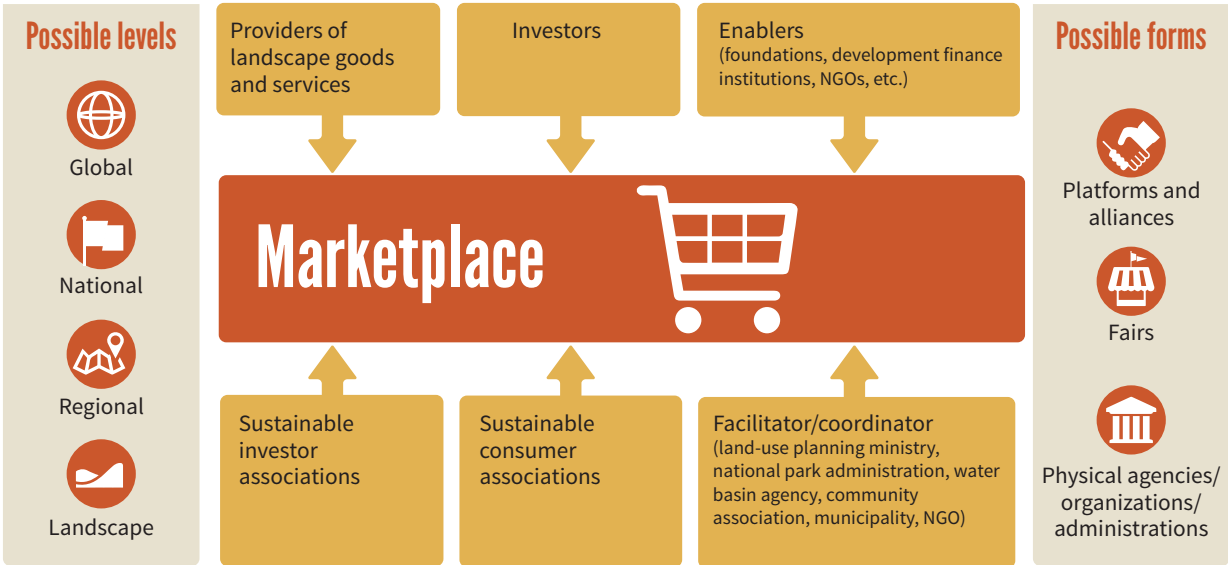 Possible levels
Global
National
Regional
Landscape
Providers of
landscape goods
and services
Investors
Enablers
(foundations, development finance
institutions, NGOs, etc.)
Marketplace
Sustainable
investor
associations
Sustainable
consumer
associations
Facilitator/coordinator
(land-use planning ministry,
national park administration, water
basin agency, community
association, municipality, NGO)
Possible forms
Platforms and
alliances
Fairs
Physical agencies/
organizations/
administrations